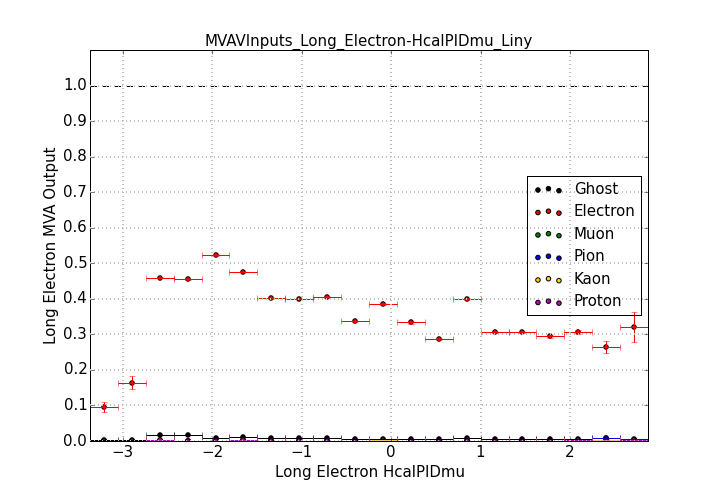 MVAVInputs_Long_Electron-HcalPIDmu_Liny
Long Electron MVA Output
1.0
0.9
0.8
0.7
0.6
0.5
0.4
0.3
0.2
0.1
0.0
Ghost
Electron
Muon
Pion
Kaon
Proton
−3 −2 −1 0 1 2
Long Electron HcalPIDmu